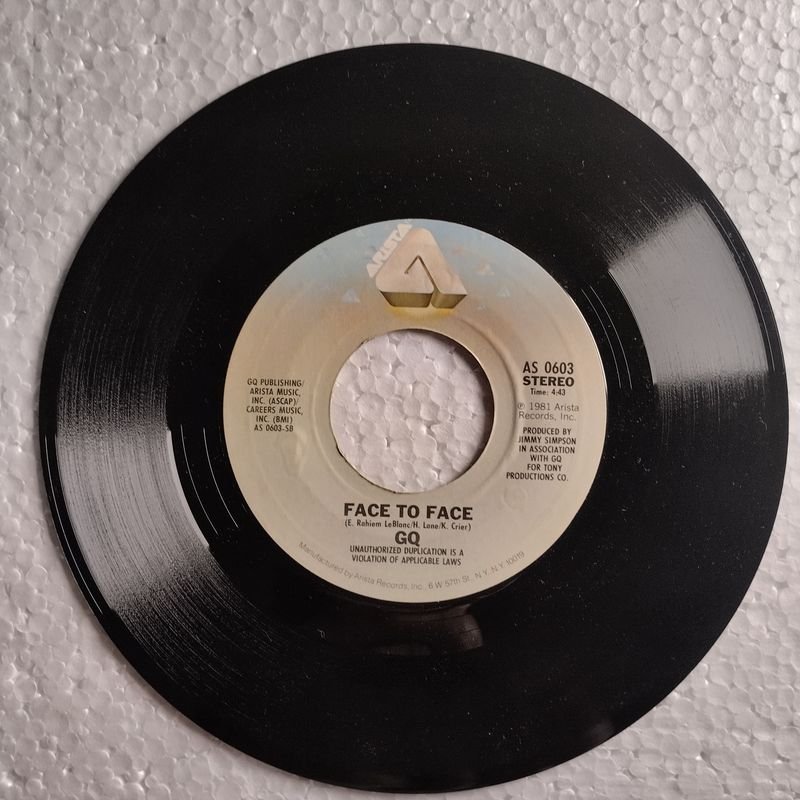 ARISTA
GQ PUBLISHING/
ARISTA MUSIC,
INC. (ASCAP)/
CAREERS MUSIC,
INC. (BMI)
AS 0603-SB
AS 0603
STEREO
Time: 4:43
℗ 1981 Arista
Records, Inc.
PRODUCED BY
JIMMY SIMPSON
IN ASSOCIATION
WITH GQ
FOR TONY
PRODUCTIONS CO.
FACE TO FACE
(E. Rahiem LeBlanc/H. Lane/K. Crier)
GQ
UNAUTHORIZED DUPLICATION IS A
VIOLATION OF APPLICABLE LAWS
Manufactured by Arista Records, Inc., 6 W 57th St., N.Y. N.Y 10019